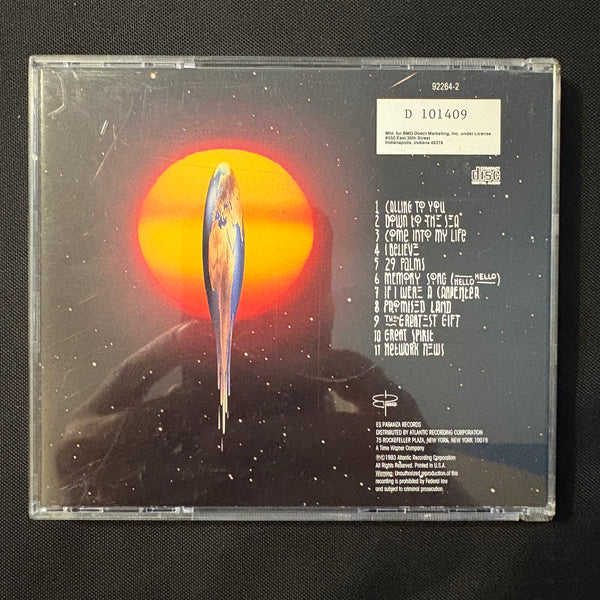 92264-2
D 101409
Mfd. for BMG Direct Marketing, Inc. under License
6550 East 30th Street
Indianapolis, Indiana 46219
disc
1 CALLING TO YOU
2 DOWN TO THE SEA
3 COME INTO MY LIFE
4 I BELIEVE
5 29 PALMS
6 MEMORY SONG (HELLO HELLO)
7 IF I WERE A CARPENTER
8 PROMISED LAND
9 THE GREATEST GIFT
10 GREAT SPIRIT
11 NETWORK NEWS
ES PARANZA RECORDS
DISTRIBUTED BY ATLANTIC RECORDING CORPORATION
75 ROCKEFELLER PLAZA, NEW YORK, NEW YORK 10019
A Time Warner Company
℗© 1993 Atlantic Recording Corporation
All Rights Reserved. Printed in U.S.A.
Warning: Unauthorized reproduction of this
recording is prohibited by Federal law
and subject to criminal prosecution.